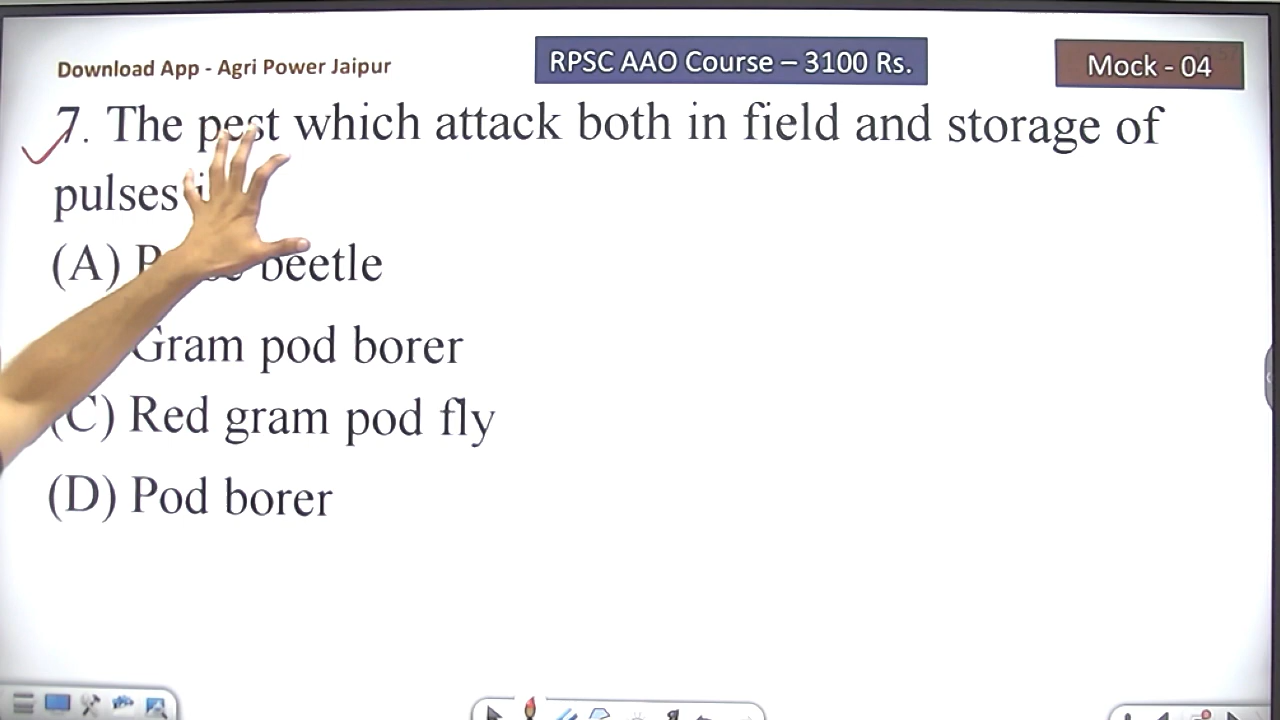 Download App - Agri Power Jaipur
RPSC AAO Course – 3100 Rs.
Mock - 04
7. The pest which attack both in field and storage of
pulses
(A) beetle
Gram pod borer
(C) Red gram pod fly
(D) Pod borer